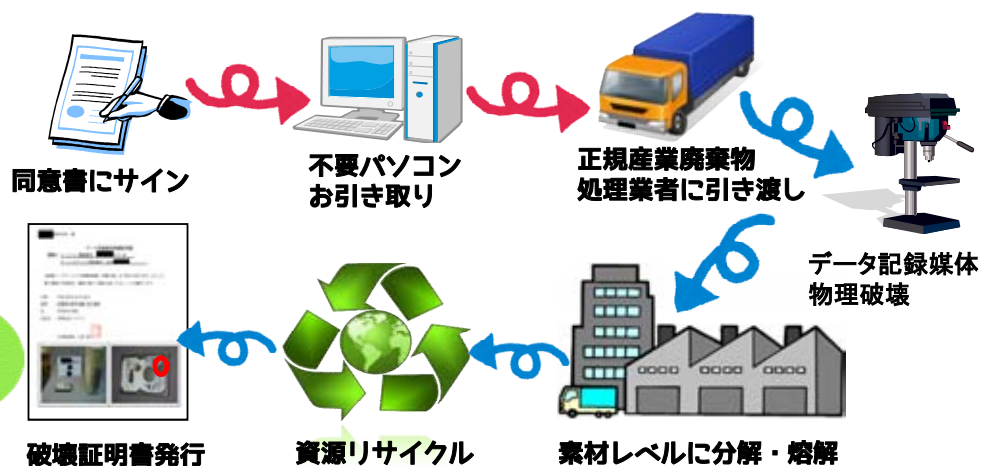 同意書にサイン
不要パソコン
お引き取り
正規産業廃棄物
処理業者に引き渡し
データ記録媒体
物理破壊
素材レベルに分解・熔解
資源リサイクル
破壊証明書発行